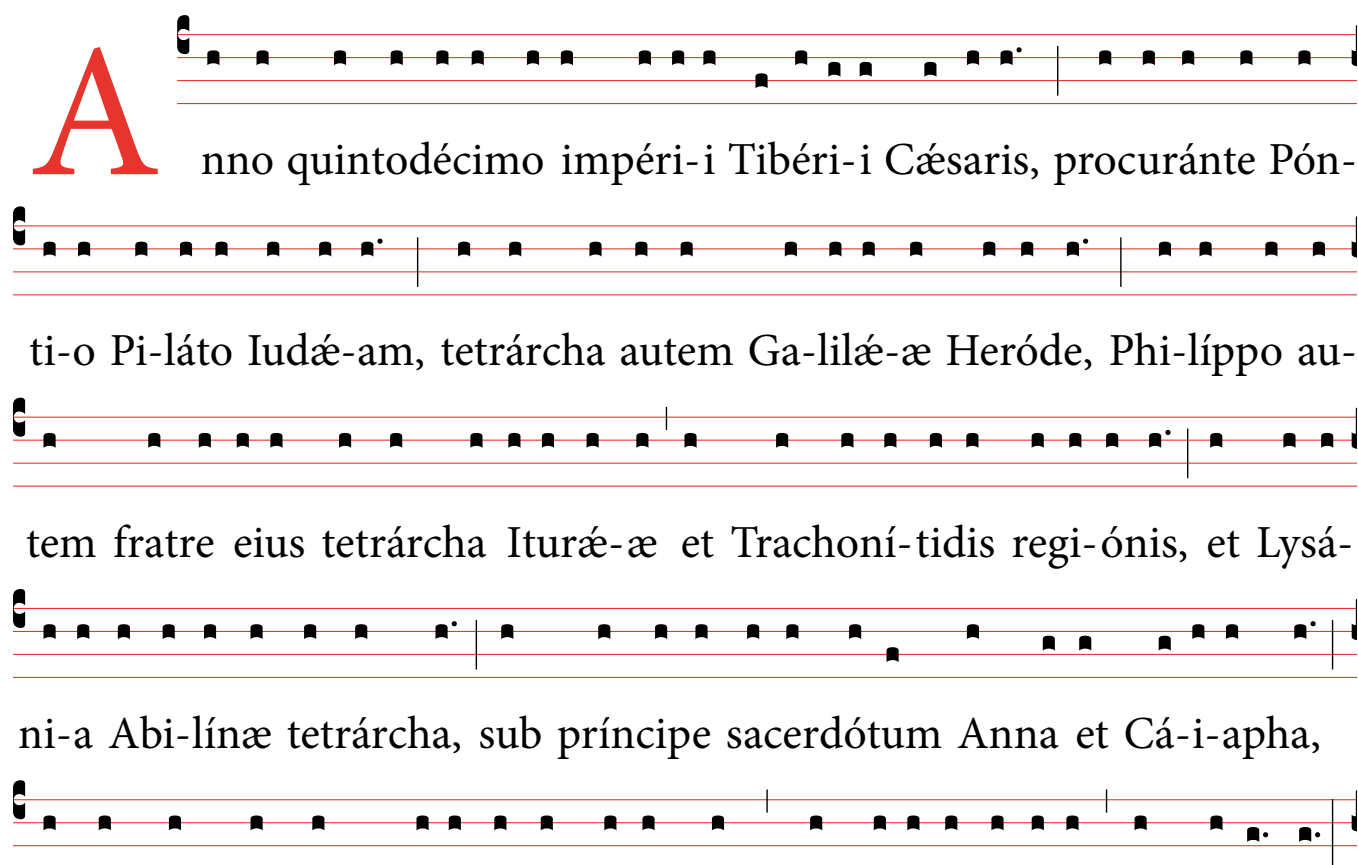 Anno quintodécimo impéri-i Tibéri-i Cǽsaris, procuránte Pón-
ti-o Pi-láto Iudǽ-am, tetrárcha autem Ga-lilǽ-æ Heróde, Phi-líppo au-
tem fratre eius tetrárcha Iturǽ-æ et Trachoní-tidis regi-ónis, et Lysá-
ni-a Abi-línæ tetrárcha, sub príncipe sacerdótum Anna et Cá-i-apha,